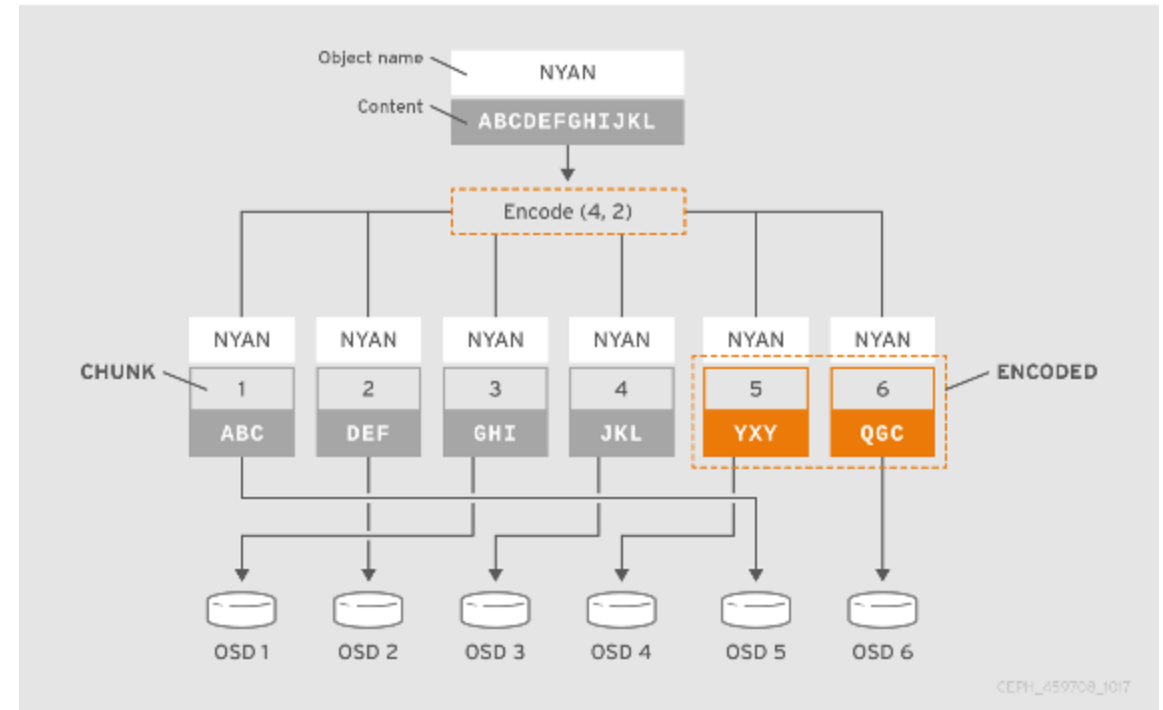 Object name
NYAN
Content
ABCDEFGHIJKL
Encode (4, 2)
NYAN NYAN NYAN NYAN NYAN NYAN
CHUNK 1 2 3 4 5 6 ENCODED
ABC DEF GHI JKL YXY QGC
OSD 1 OSD 2 OSD 3 OSD 4 OSD 5 OSD 6
CEPH_459708_1017